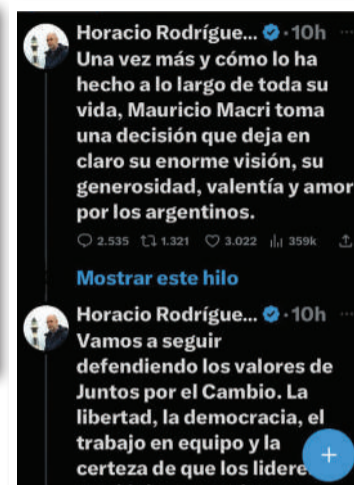 Horacio Rodrígue... · 10h ...
Una vez más y cómo lo ha
hecho a lo largo de toda su
vida, Mauricio Macri toma
una decisión que deja en
claro su enorme visión, su
generosidad, valentía y amor
por los argentinos.
2.535 1.321 3.022 359k
Mostrar este hilo
Horacio Rodrígue... · 10h ...
Vamos a seguir
defendiendo los valores de
Juntos por el Cambio. La
libertad, la democracia, el
trabajo en equipo y la
certeza de que los lidere